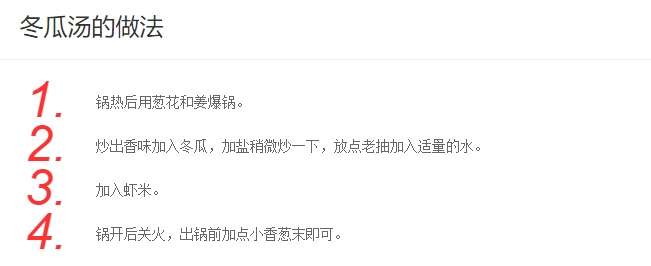 冬瓜汤的做法
1. 锅热后用葱花和姜爆锅。
2. 炒出香味加入冬瓜，加盐稍微炒一下，放点老抽加入适量的水。
3. 加入虾米。
4. 锅开后关火，出锅前加点小香葱末即可。